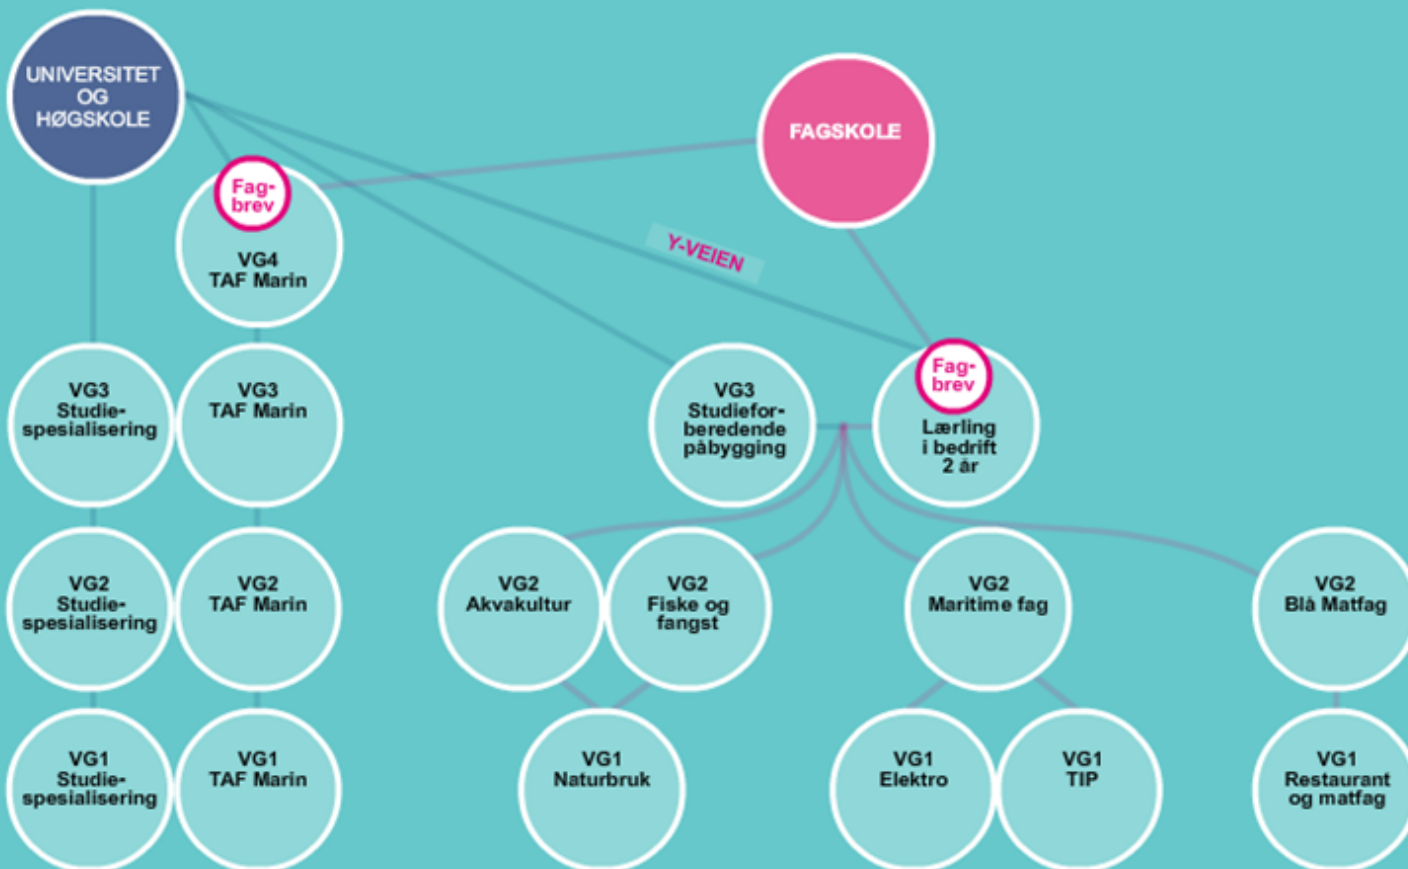 UNIVERSITET
OG
HØGSKOLE
FAGSKOLE
Fag-
brev
VG4
TAF Marin
Y-VEIEN
VG3
Studie-
spesialisering
VG3
TAF Marin
VG3
Studiefor-
beredende
påbygging
Fag-
brev
Lærling
i bedrift
2 år
VG2
Studie-
spesialisering
VG2
TAF Marin
VG2
Akvakultur
VG2
Fiske og
fangst
VG2
Maritime fag
VG2
Blå Matfag
VG1
Studie-
spesialisering
VG1
TAF Marin
VG1
Naturbruk
VG1
Elektro
VG1
TIP
VG1
Restaurant
og matfag